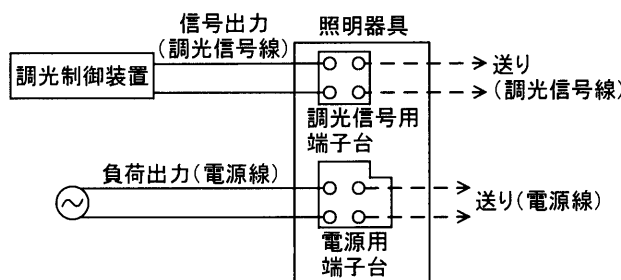 信号出力
(調光信号線)
照明器具
調光制御装置
送り
(調光信号線)
調光信号用
端子台
負荷出力(電源線)
送り(電源線)
電源用
端子台